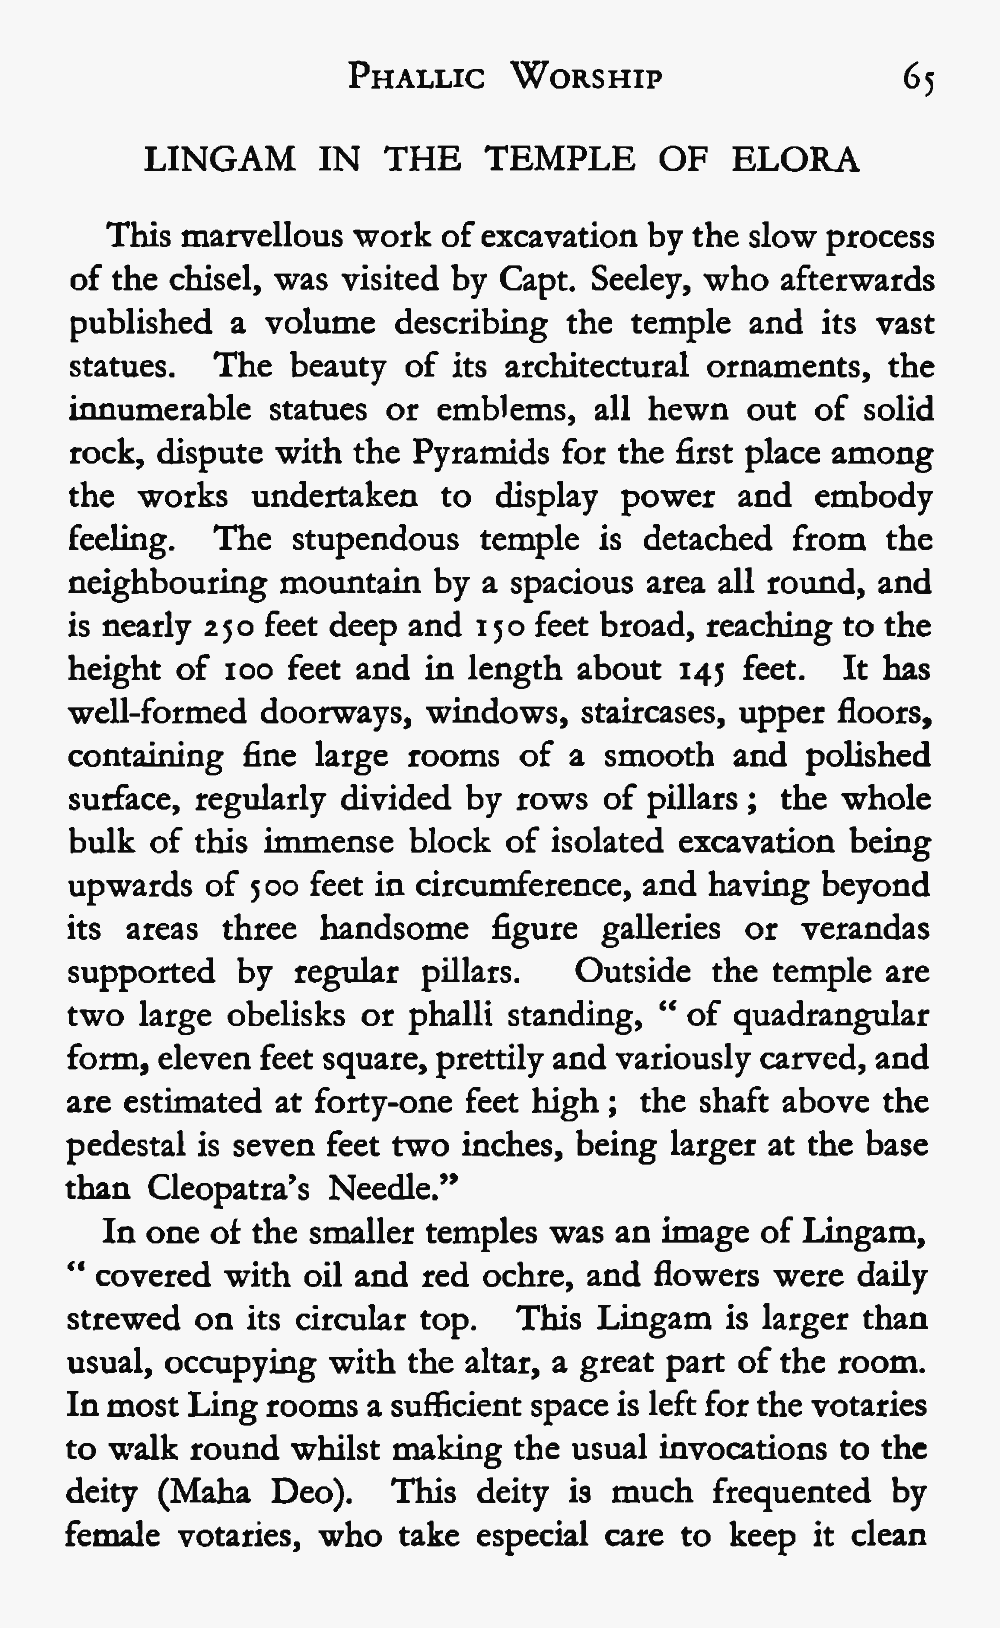 Phallic Worship 65
LINGAM IN THE TEMPLE OF ELORA
This marvellous work of excavation by the slow process
of the chisel, was visited by Capt. Seeley, who afterwards
published a volume describing the temple and its vast
statues. The beauty of its architectural ornaments, the
innumerable statues or emblems, all hewn out of solid
rock, dispute with the Pyramids for the first place among
the works undertaken to display power and embody
feeling. The stupendous temple is detached from the
neighbouring mountain by a spacious area all round, and
is nearly 250 feet deep and 150 feet broad, reaching to the
height of 100 feet and in length about 145 feet. It has
well-formed doorways, windows, staircases, upper floors,
containing fine large rooms of a smooth and polished
surface, regularly divided by rows of pillars ; the whole
bulk of this immense block of isolated excavation being
upwards of 500 feet in circumference, and having beyond
its areas three handsome figure galleries or verandas
supported by regular pillars. Outside the temple are
two large obelisks or phalli standing, “ of quadrangular
form, eleven feet square, prettily and variously carved, and
are estimated at forty-one feet high ; the shaft above the
pedestal is seven feet two inches, being larger at the base
than Cleopatra’s Needle.”
In one of the smaller temples was an image of Lingam,
“ covered with oil and red ochre, and flowers were daily
strewed on its circular top. This Lingam is larger than
usual, occupying with the altar, a great part of the room.
In most Ling rooms a sufficient space is left for the votaries
to walk round whilst making the usual invocations to the
deity (Maha Deo). This deity is much frequented by
female votaries, who take especial care to keep it clean